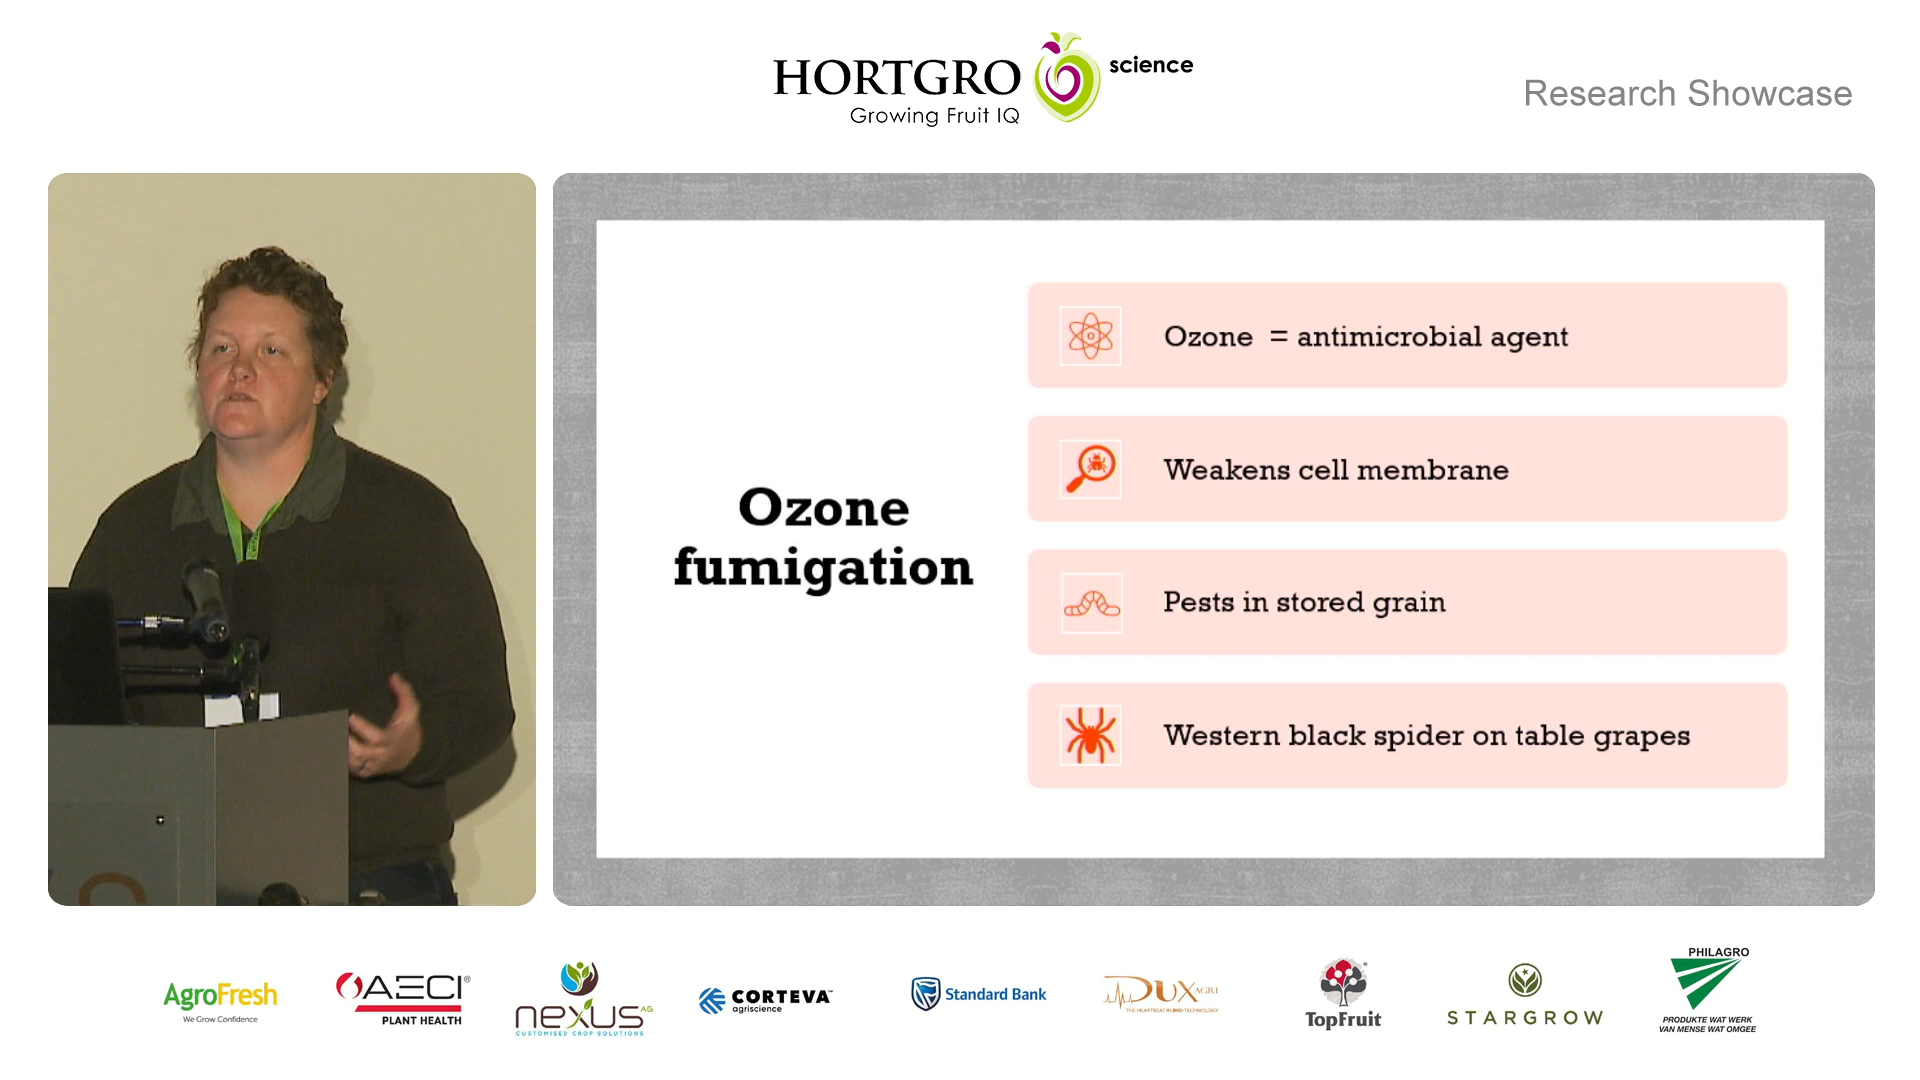 HORTGRO science
Growing Fruit IQ
Research Showcase
Ozone
fumigation
Ozone = antimicrobial agent
Weakens cell membrane
Pests in stored grain
Western black spider on table grapes
AgroFresh
We Grow Confidence
AECI®
PLANT HEALTH
nexus AG
CUSTOMISED CROP SOLUTIONS
CORTEVA™
agriscience
Standard Bank
DUX AGRI
THE HEARTBEAT IN BIO-TECHNOLOGY
TopFruit
STARGROW
PHILAGRO
PRODUKTE WAT WERK
VAN MENSE WAT OMGEE